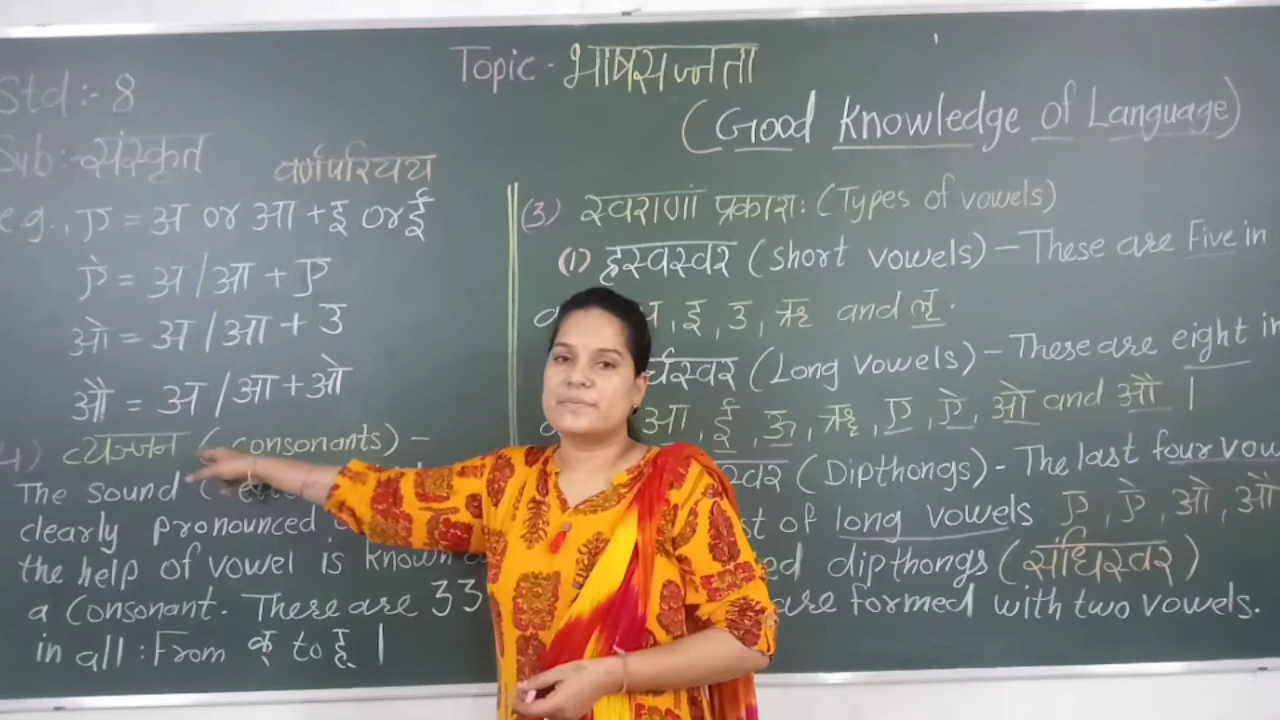 Topic - भाषसज्जता
(Good Knowledge of Language)
Std :- 8
Sub :- संस्कृत
वर्णपरिचय
e.g., ए = अ or आ + इ or ई
ऐ = अ / आ + ए
ओ = अ / आ + उ
औ = अ / आ + ओ
4) व्यञ्जन (consonants) -
The sound (
clearly pronounced
the help of vowel is known
a Consonant. There are 33
in all : From क् to ह् ।
(3) स्वराणां प्रकाराः (Types of vowels)
(1) ह्रस्वस्वर (short vowels) - These are Five in
, इ, उ, ऋ and लृ.
(Long vowels) - These are eight in
आ, ई, ऊ, ॠ, ए, ऐ, ओ and औ ।
(Dipthongs) - The last four
of long vowels ए, ऐ, ओ, औ
dipthongs (संधिस्वर)
are formed with two vowels.